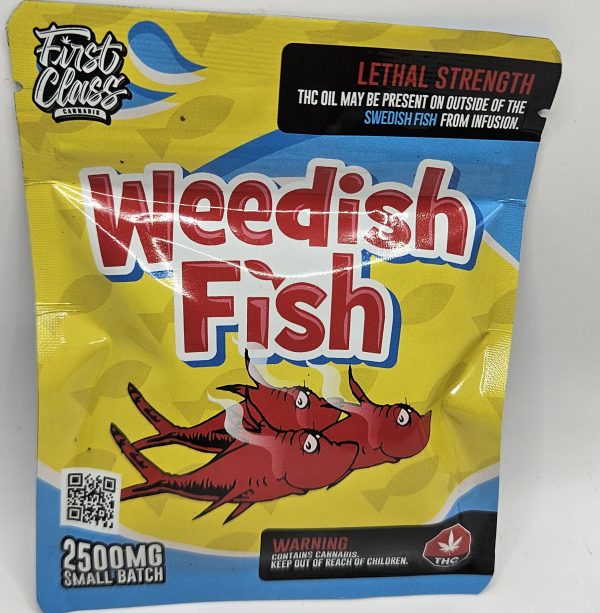 First
Class
CANNABIS
LETHAL STRENGTH
THC OIL MAY BE PRESENT ON OUTSIDE OF THE
SWEDISH FISH FROM INFUSION.
Weedish
Fish
2500MG
SMALL BATCH
WARNING
CONTAINS CANNABIS.
KEEP OUT OF REACH OF CHILDREN.
THC